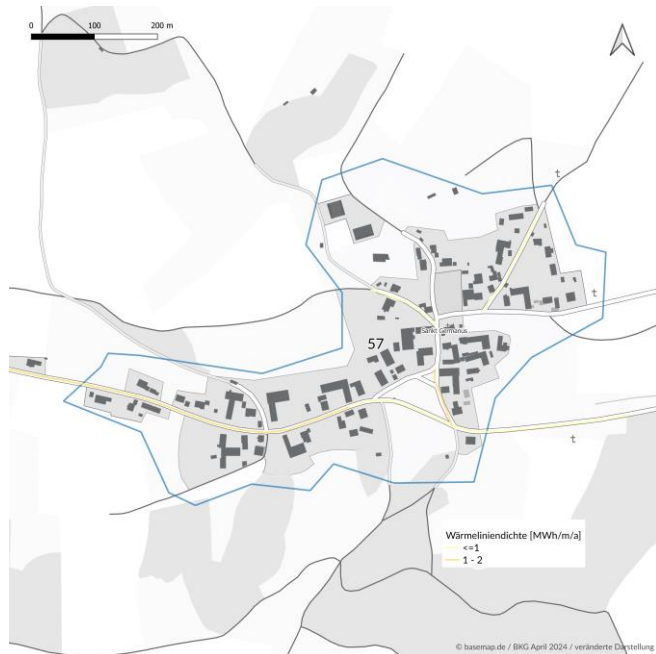 0 100 200 m
t
t
Sankt Germanus
57
t
Wärmeliniendichte [MWh/m/a]
<=1
1 - 2
© basemap.de / BKG April 2024 / veränderte Darstellung